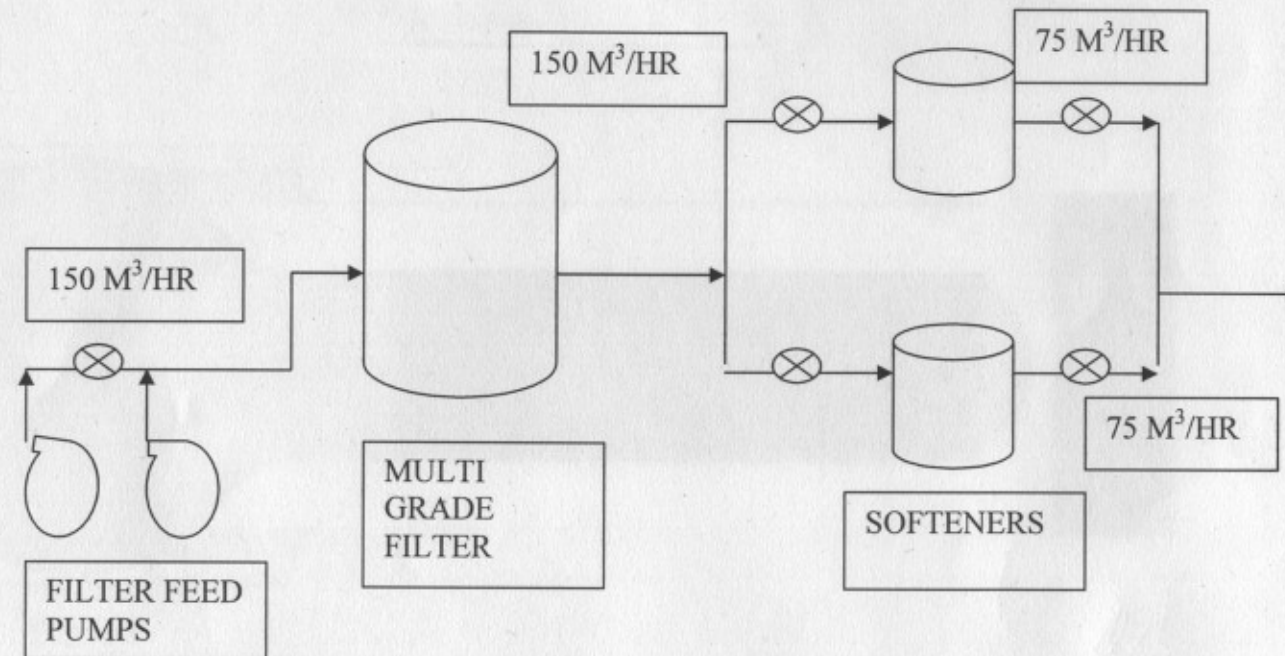 150 M³/HR
75 M³/HR
150 M³/HR
75 M³/HR
MULTI
GRADE
FILTER
SOFTENERS
FILTER FEED
PUMPS